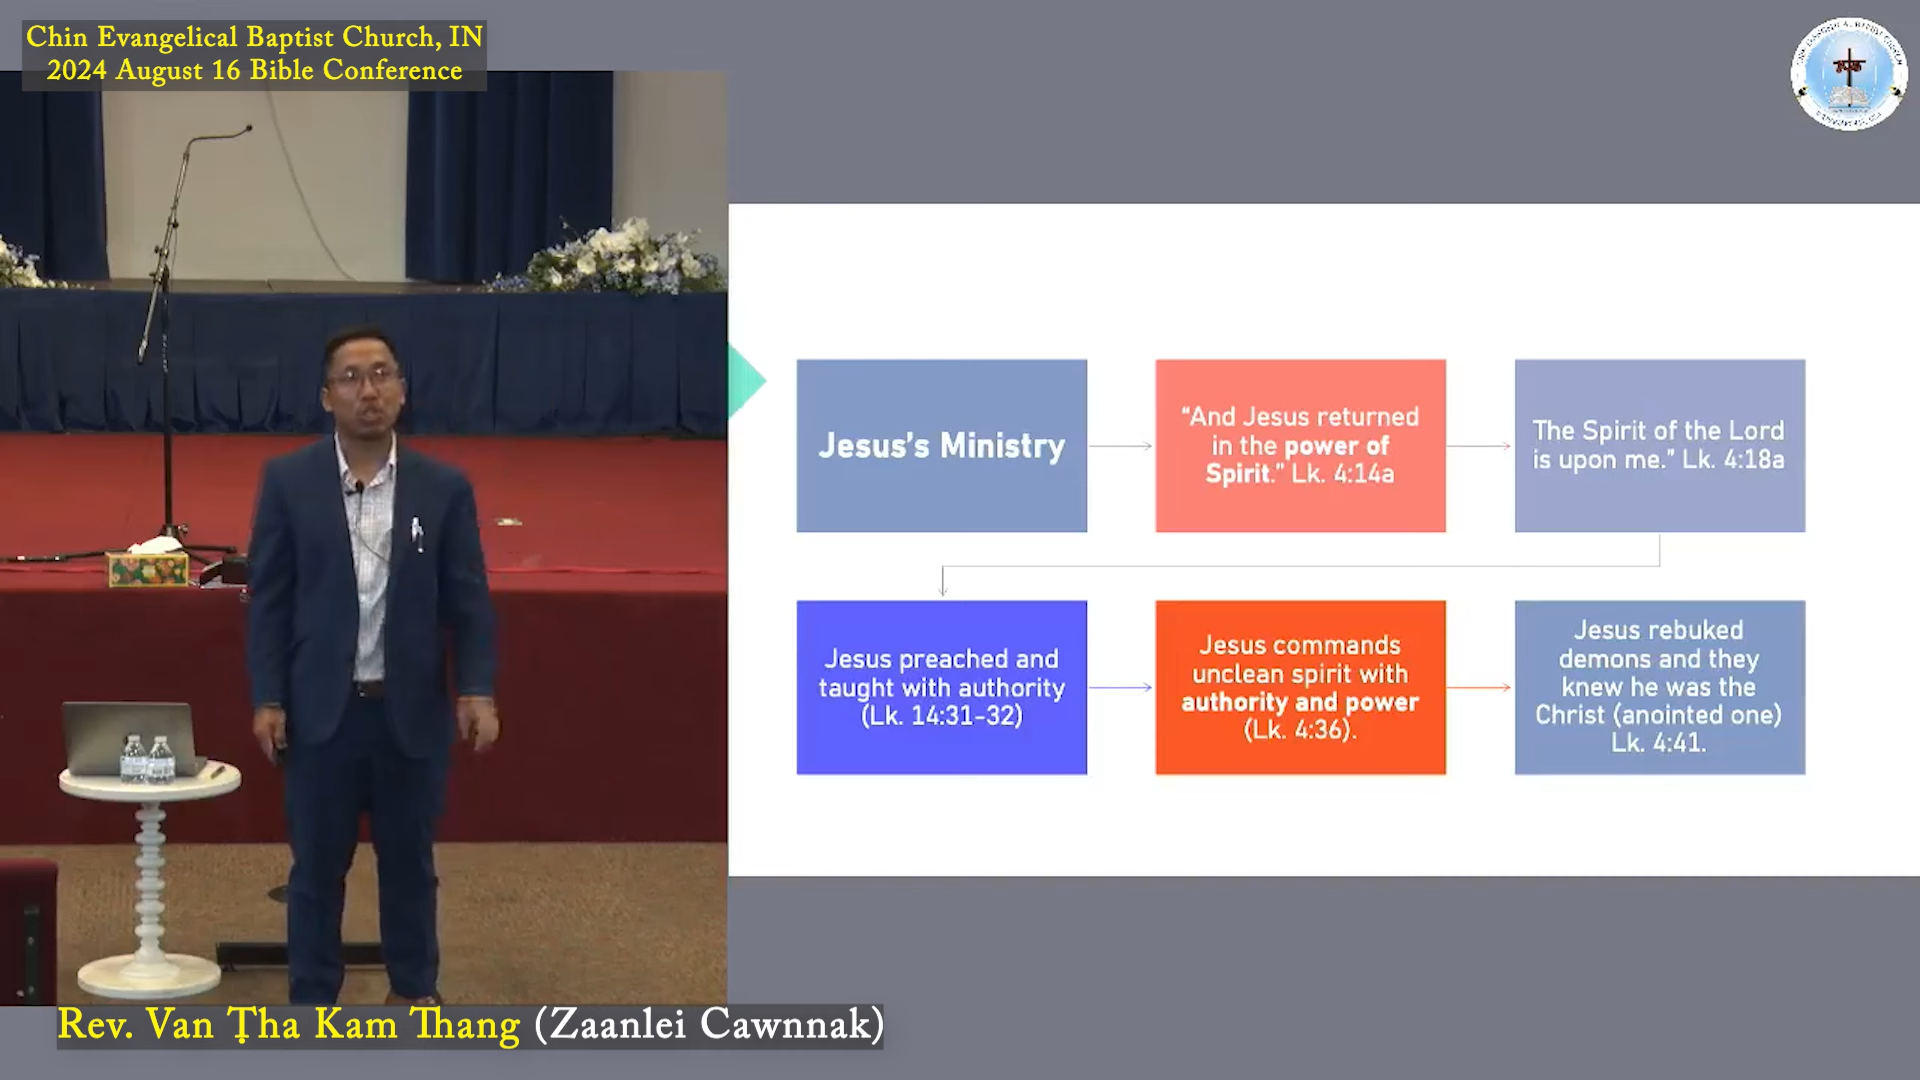 Chin Evangelical Baptist Church, IN
2024 August 16 Bible Conference
Jesus's Ministry
“And Jesus returned
in the power of
Spirit.” Lk. 4:14a
The Spirit of the Lord
is upon me.” Lk. 4:18a
Jesus preached and
taught with authority
(Lk. 14:31-32)
Jesus commands
unclean spirit with
authority and power
(Lk. 4:36).
Jesus rebuked
demons and they
knew he was the
Christ (anointed one)
Lk. 4:41.
Rev. Van Ṭha Kam Thang (Zaanlei Cawnnak)